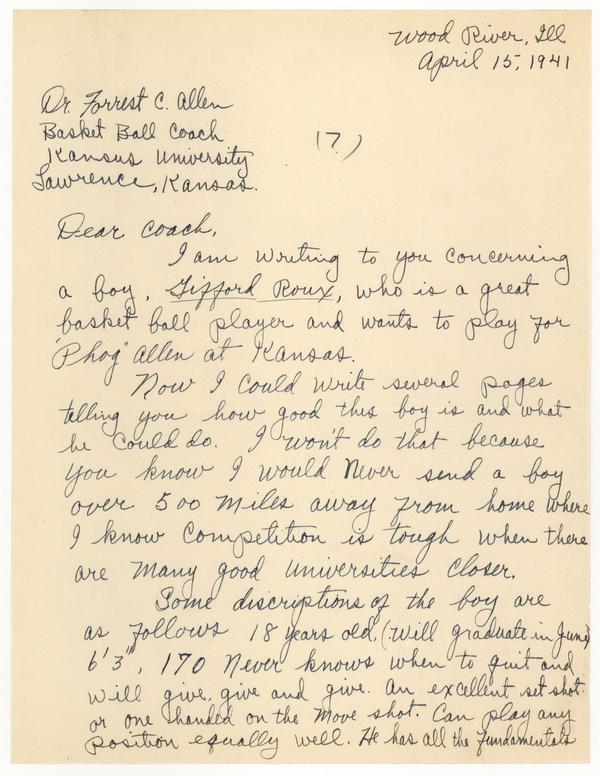 Wood River, Ill
April 15, 1941
Dr. Forrest C. Allen
Basket Ball Coach
Kansus University
Lawrence, Kansas.
(7)
Dear Coach,
I am writing to you concerning
a boy, Gifford Roux, who is a great
basket ball player and wants to play for
"Phog" Allen at Kansas.
Now I could write several pages
telling you how good this boy is and what
he could do. I won't do that because
you know I would never send a boy
over 500 miles away from home where
I know competition is tough when there
are many good universities closer.
Some discriptions of the boy are
as follows 18 years old, (will graduate in June)
6'3", 170 Never knows when to quit and
will give, give and give. An excellent set shot
or one handed on the move shot. Can play any
position equally well. He has all the fundamentals